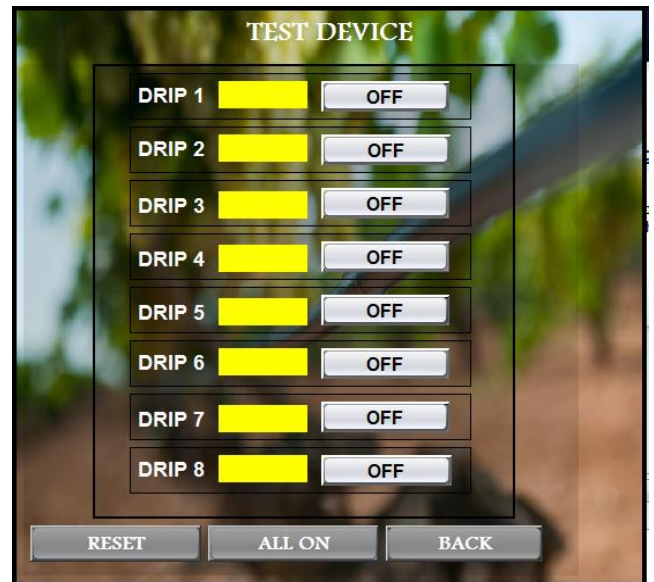 TEST DEVICE
DRIP 1 OFF
DRIP 2 OFF
DRIP 3 OFF
DRIP 4 OFF
DRIP 5 OFF
DRIP 6 OFF
DRIP 7 OFF
DRIP 8 OFF
RESET ALL ON BACK